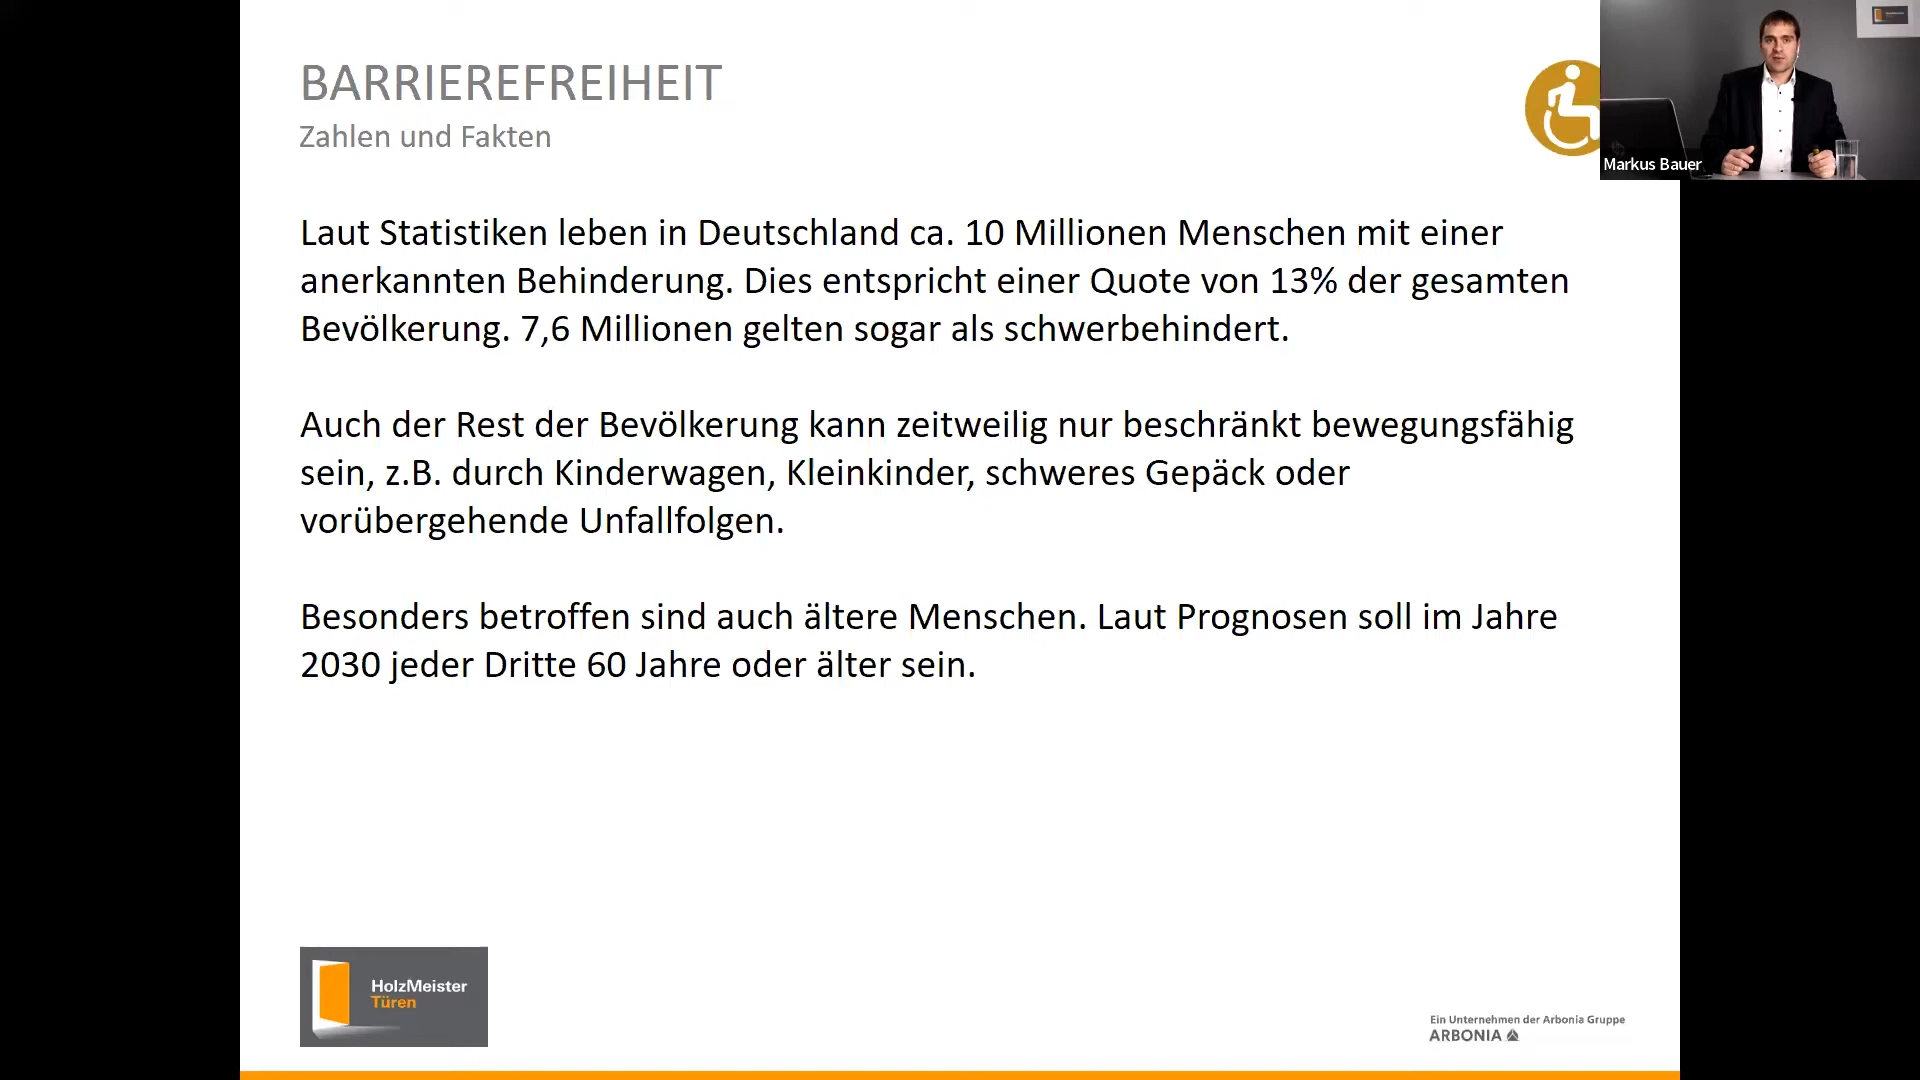 BARRIEREFREIHEIT
Zahlen und Fakten
Markus Bauer
Laut Statistiken leben in Deutschland ca. 10 Millionen Menschen mit einer
anerkannten Behinderung. Dies entspricht einer Quote von 13% der gesamten
Bevölkerung. 7,6 Millionen gelten sogar als schwerbehindert.
Auch der Rest der Bevölkerung kann zeitweilig nur beschränkt bewegungsfähig
sein, z.B. durch Kinderwagen, Kleinkinder, schweres Gepäck oder
vorübergehende Unfallfolgen.
Besonders betroffen sind auch ältere Menschen. Laut Prognosen soll im Jahre
2030 jeder Dritte 60 Jahre oder älter sein.
HolzMeister
Türen
Ein Unternehmen der Arbonia Gruppe
ARBONIA